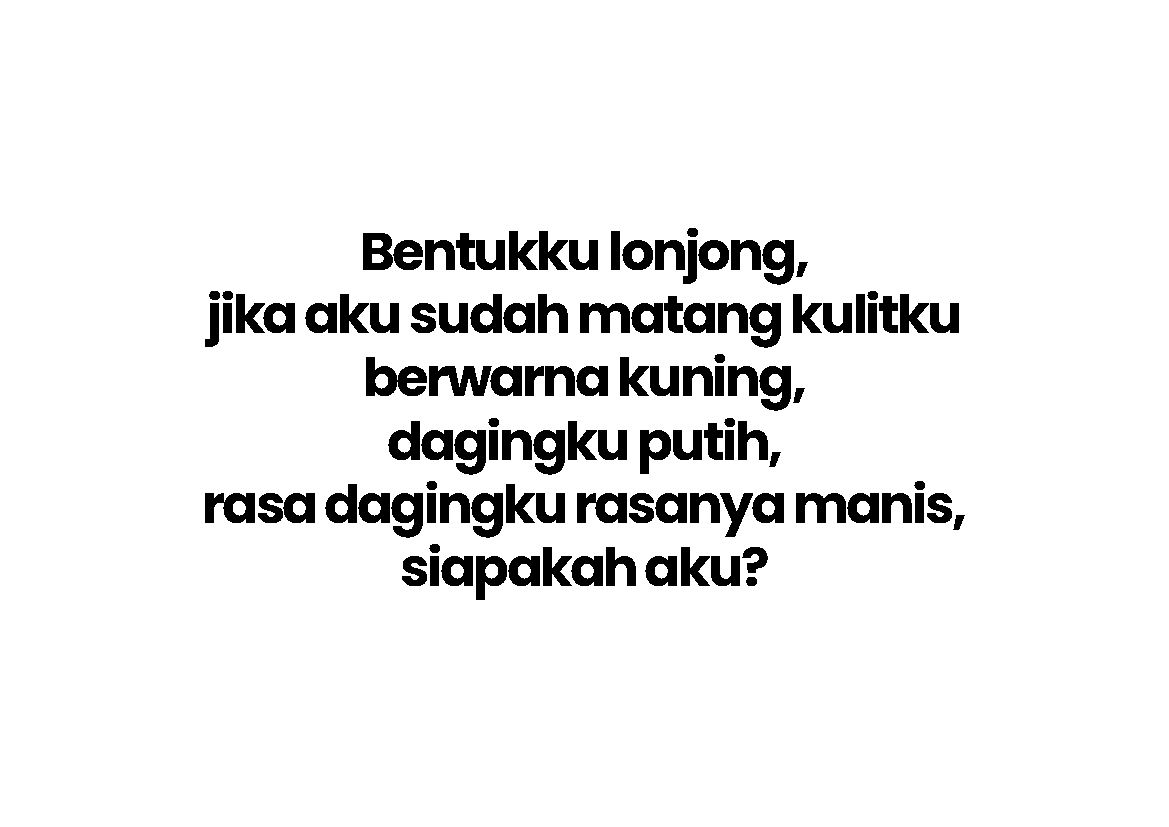 Bentukku lonjong,
jika aku sudah matang kulitku
berwarna kuning,
dagingku putih,
rasa dagingku rasanya manis,
siapakah aku?